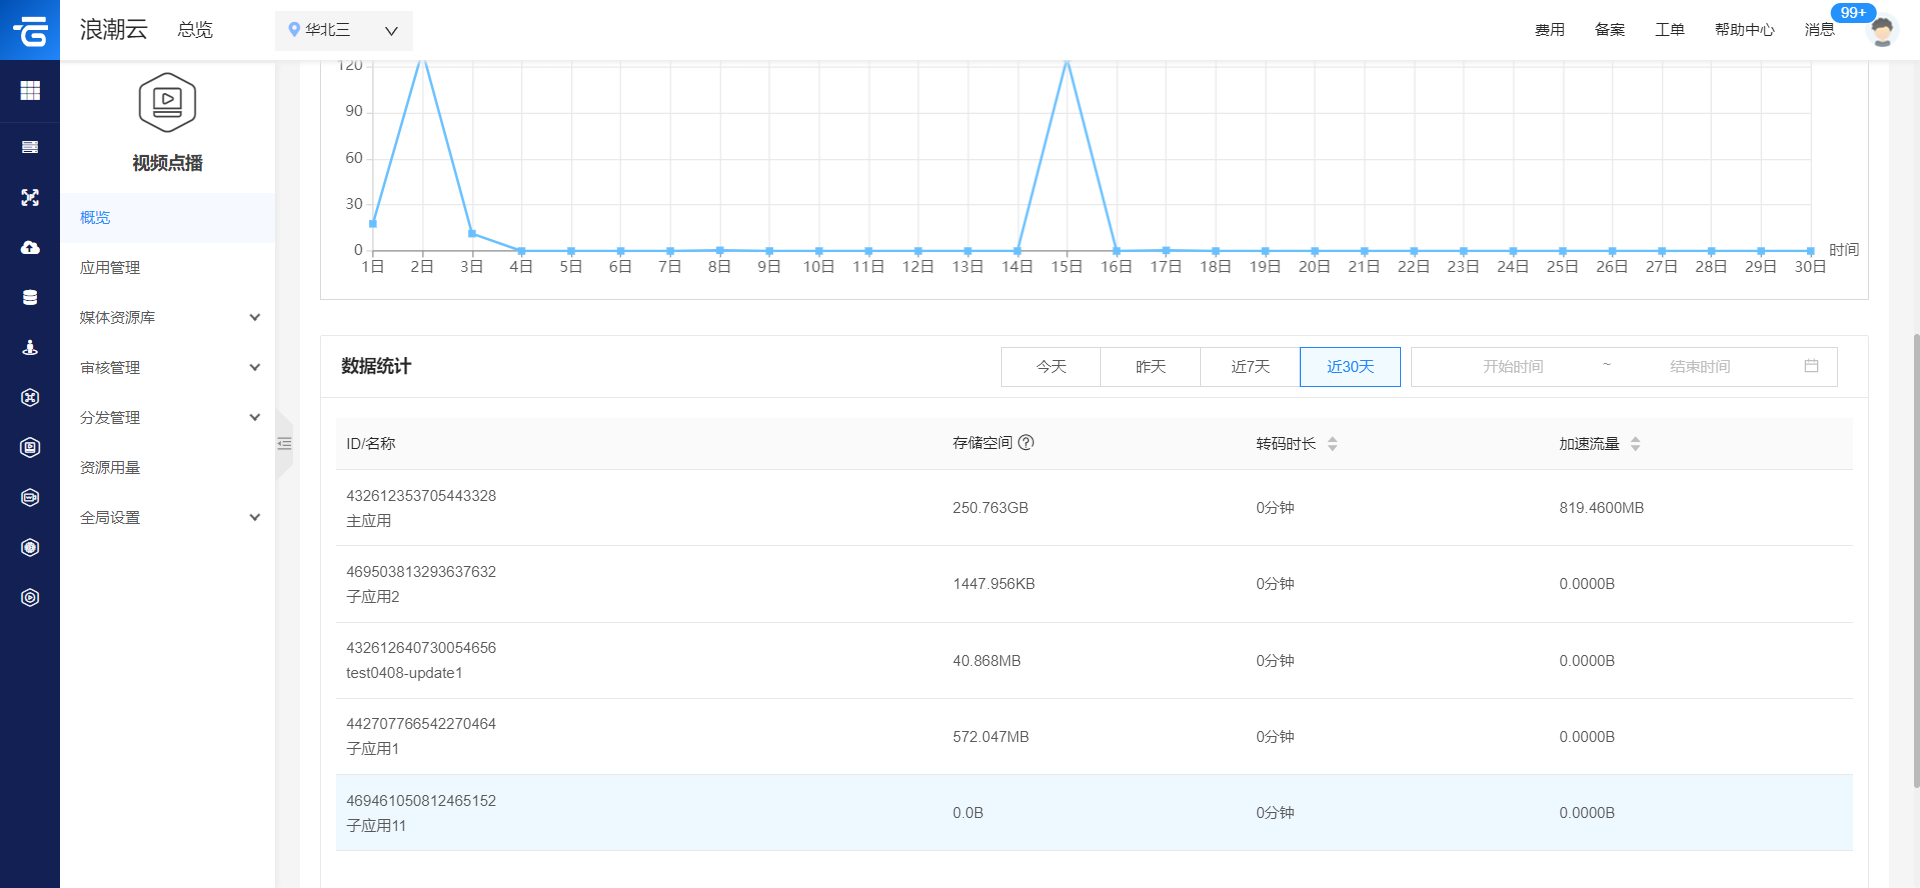 浪潮云
总览
华北三
费用
备案
工单
帮助中心
消息
99+
视频点播
概览
应用管理
媒体资源库
审核管理
分发管理
资源用量
全局设置
120
90
60
30
0
1日 2日 3日 4日 5日 6日 7日 8日 9日 10日 11日 12日 13日 14日 15日 16日 17日 18日 19日 20日 21日 22日 23日 24日 25日 26日 27日 28日 29日 30日
时间
数据统计
今天 昨天 近7天 近30天 开始时间 ~ 结束时间
ID/名称 存储空间 转码时长 加速流量
432612353705443328
主应用
250.763GB 0分钟 819.4600MB
469503813293637632
子应用2
1447.956KB 0分钟 0.0000B
432612640730054656
test0408-update1
40.868MB 0分钟 0.0000B
442707766542270464
子应用1
572.047MB 0分钟 0.0000B
469461050812465152
子应用11
0.0B 0分钟 0.0000B